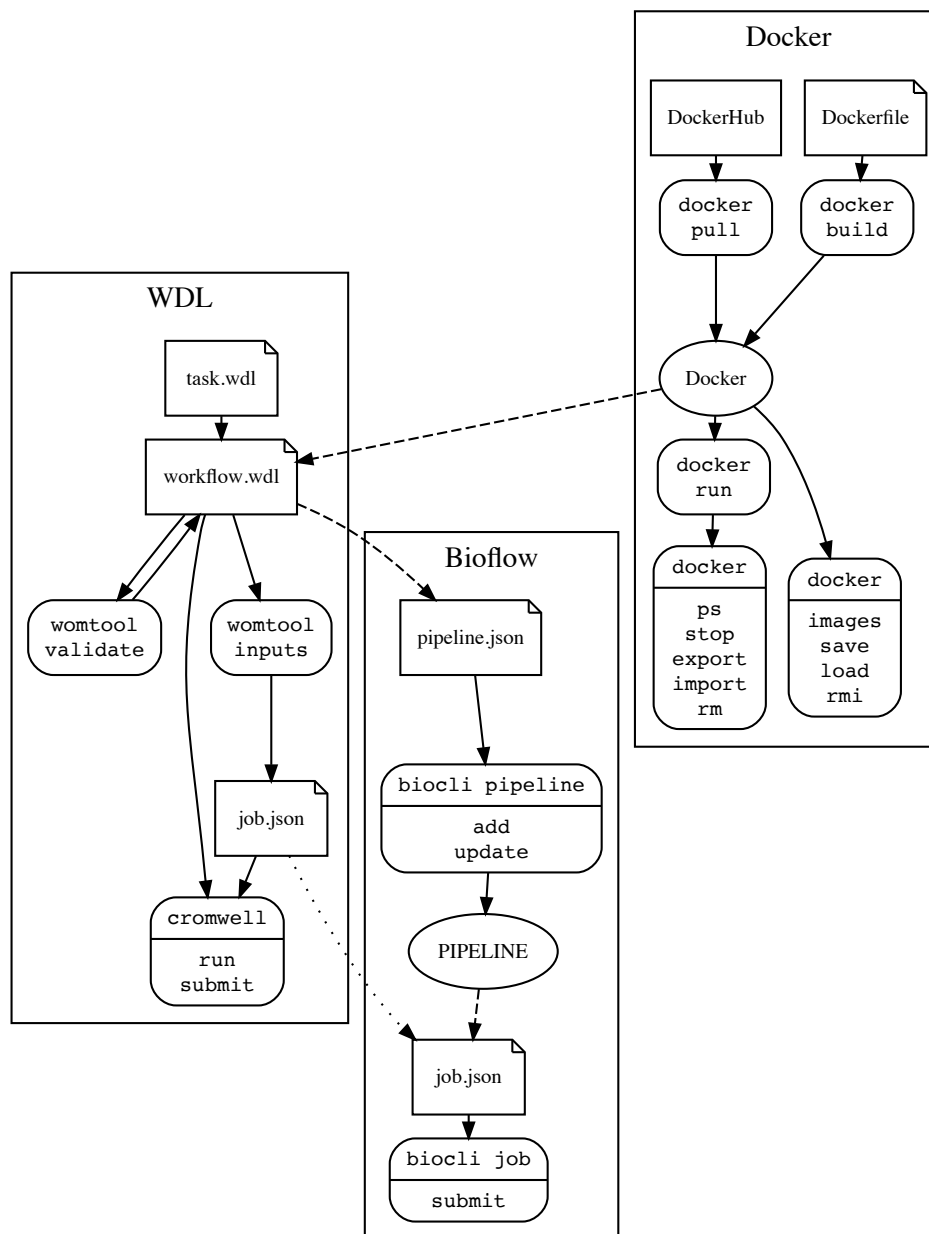 Docker
DockerHub
Dockerfile
docker
pull
docker
build
WDL
task.wdl
Docker
workflow.wdl
docker
run
Bioflow
womtool
validate
womtool
inputs
pipeline.json
docker
ps
stop
export
import
rm
docker
images
save
load
rmi
job.json
biocli pipeline
add
update
cromwell
run
submit
PIPELINE
job.json
biocli job
submit